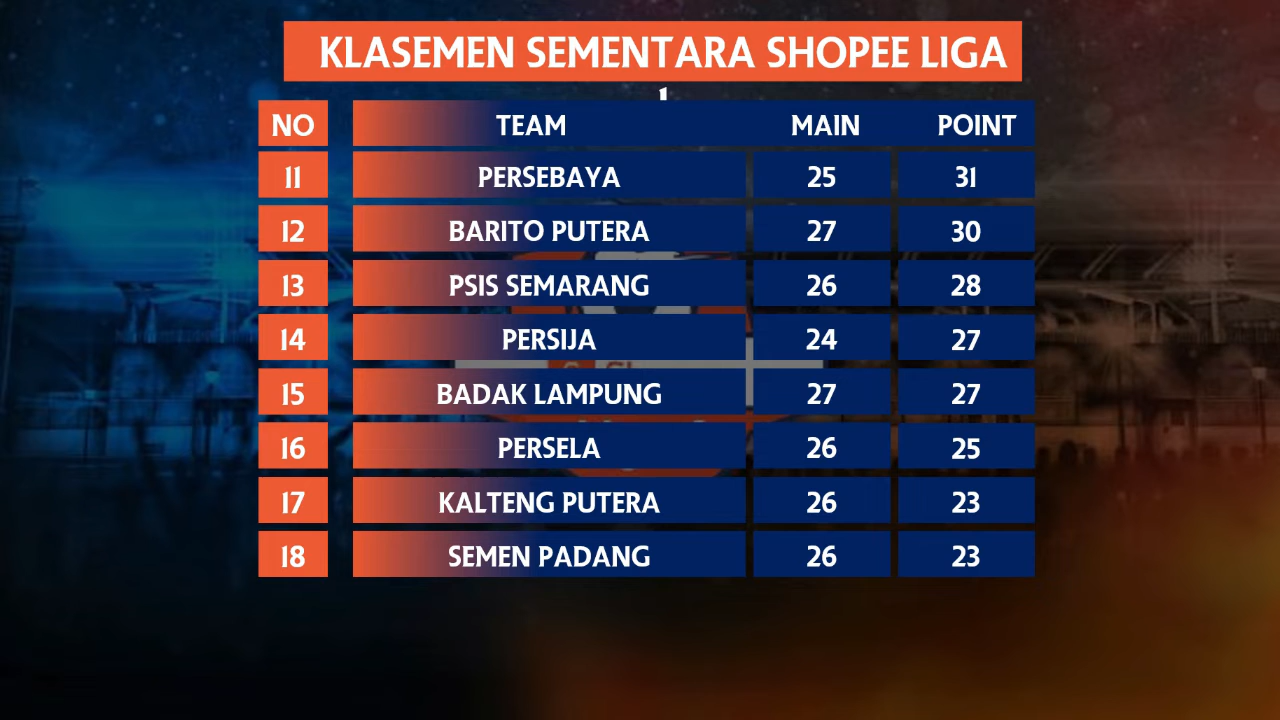 KLASEMEN SEMENTARA SHOPEE LIGA
1
NO TEAM MAIN POINT
11 PERSEBAYA 25 31
12 BARITO PUTERA 27 30
13 PSIS SEMARANG 26 28
14 PERSIJA 24 27
15 BADAK LAMPUNG 27 27
16 PERSELA 26 25
17 KALTENG PUTERA 26 23
18 SEMEN PADANG 26 23